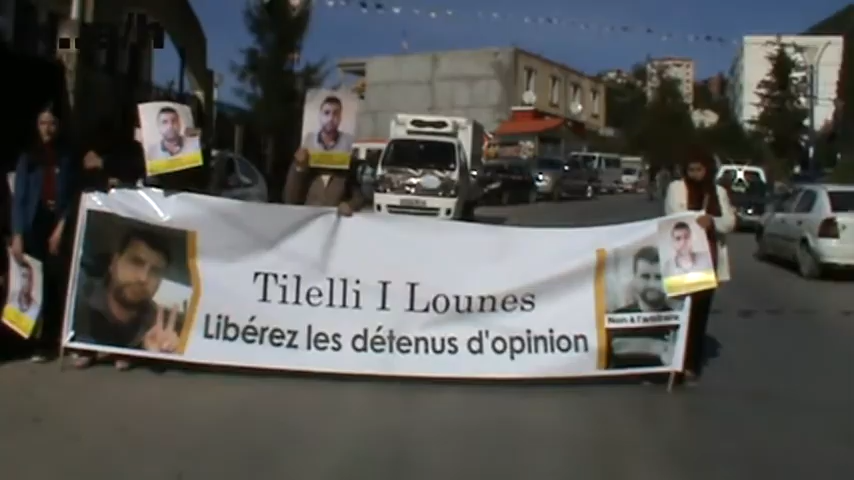 Tilelli I Lounes
Libérez les détenus d'opinion
Non à l'arbitraire